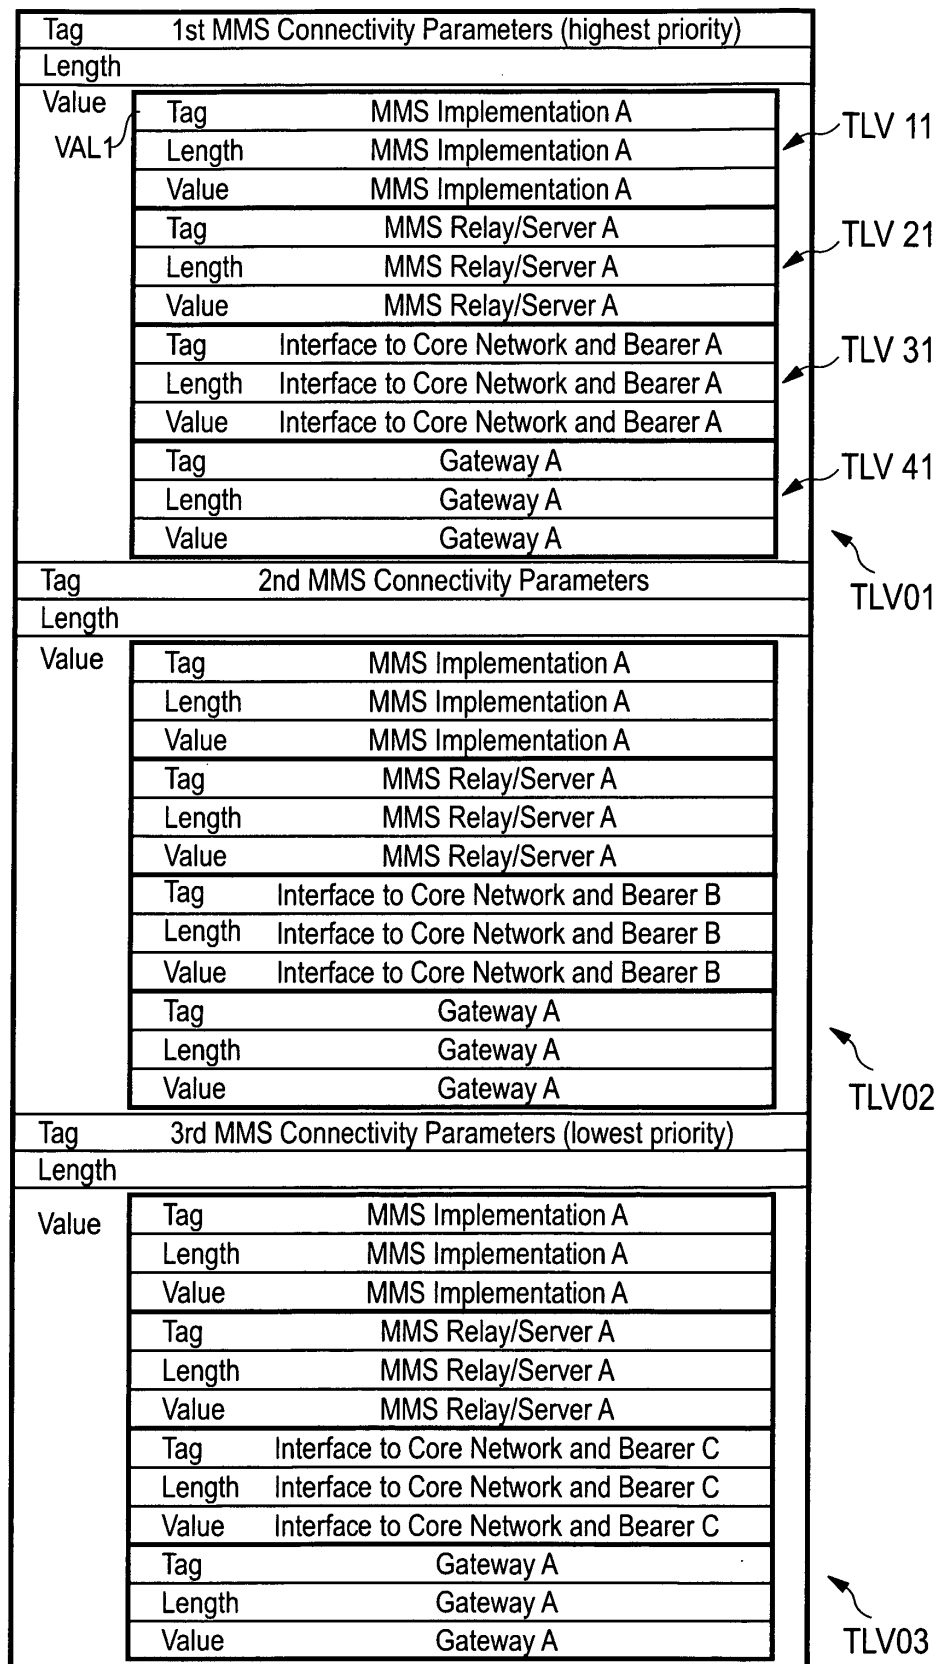 Tag 1st MMS Connectivity Parameters (highest priority)
Length
Value
VAL1
Tag MMS Implementation A
Length MMS Implementation A
Value MMS Implementation A
TLV 11
Tag MMS Relay/Server A
Length MMS Relay/Server A
Value MMS Relay/Server A
TLV 21
Tag Interface to Core Network and Bearer A
Length Interface to Core Network and Bearer A
Value Interface to Core Network and Bearer A
TLV 31
Tag Gateway A
Length Gateway A
Value Gateway A
TLV 41
TLV01
Tag 2nd MMS Connectivity Parameters
Length
Value
Tag MMS Implementation A
Length MMS Implementation A
Value MMS Implementation A
Tag MMS Relay/Server A
Length MMS Relay/Server A
Value MMS Relay/Server A
Tag Interface to Core Network and Bearer B
Length Interface to Core Network and Bearer B
Value Interface to Core Network and Bearer B
Tag Gateway A
Length Gateway A
Value Gateway A
TLV02
Tag 3rd MMS Connectivity Parameters (lowest priority)
Length
Value
Tag MMS Implementation A
Length MMS Implementation A
Value MMS Implementation A
Tag MMS Relay/Server A
Length MMS Relay/Server A
Value MMS Relay/Server A
Tag Interface to Core Network and Bearer C
Length Interface to Core Network and Bearer C
Value Interface to Core Network and Bearer C
Tag Gateway A
Length Gateway A
Value Gateway A
TLV03